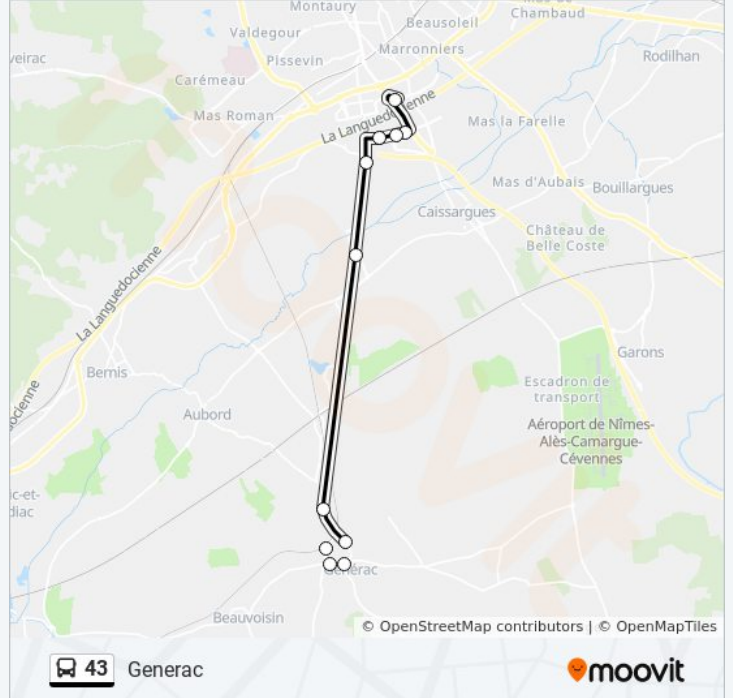 Montaury
Mas de
Chambaud
Beausoleil
Valdegour
Marronniers
veirac
Pissevin
Rodilhan
Carémeau
Mas Roman
La Languedocienne
Mas la Farelle
Mas d'Aubais
Bouillargues
Caissargues
Château de
Belle Coste
La Languedocienne
Garons
Bernis
Escadron de
transport
Aubord
Aéroport de Nîmes-
Alès-Camargue-
Cévennes
ocienne
c-et-
diac
Générac
Beauvoisin
© OpenStreetMap contributors | © OpenMapTiles
43 Generac
moovit